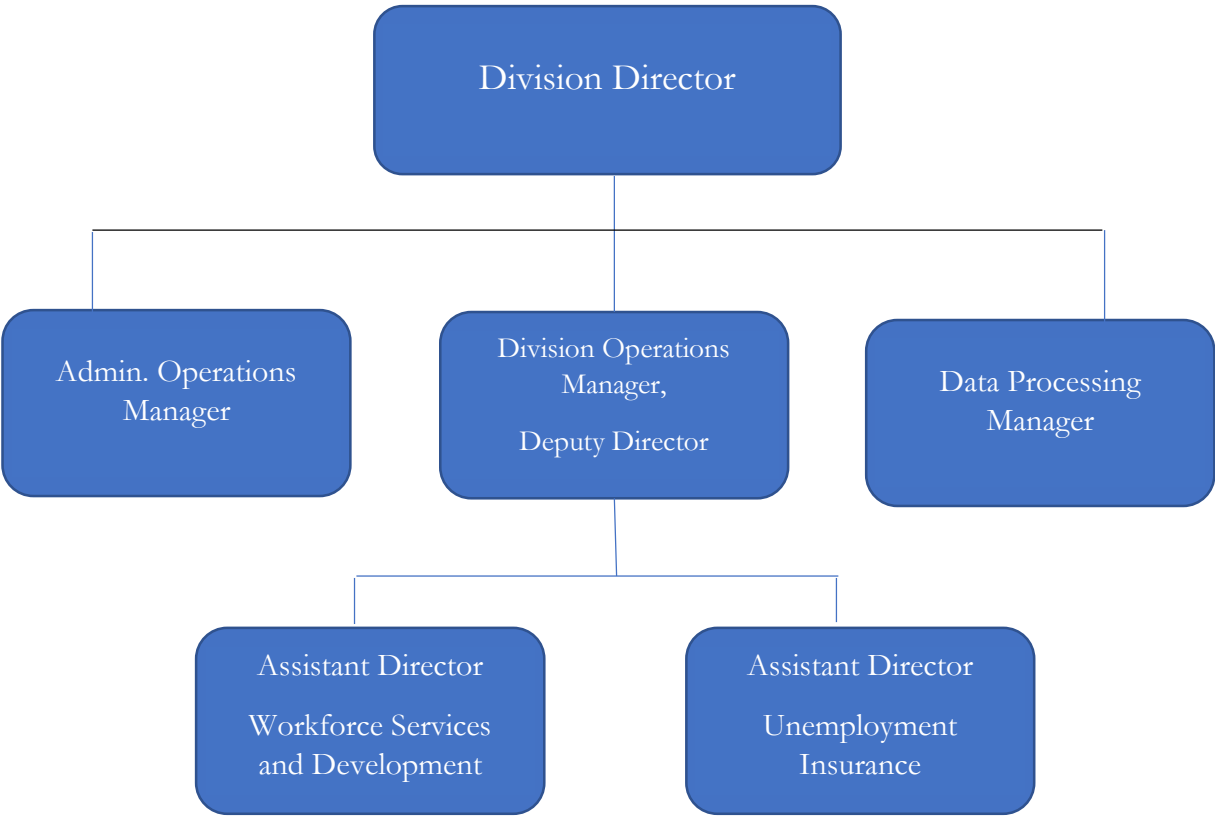 Division Director
Admin. Operations
Manager
Division Operations
Manager,
Deputy Director
Data Processing
Manager
Assistant Director
Workforce Services
and Development
Assistant Director
Unemployment
Insurance